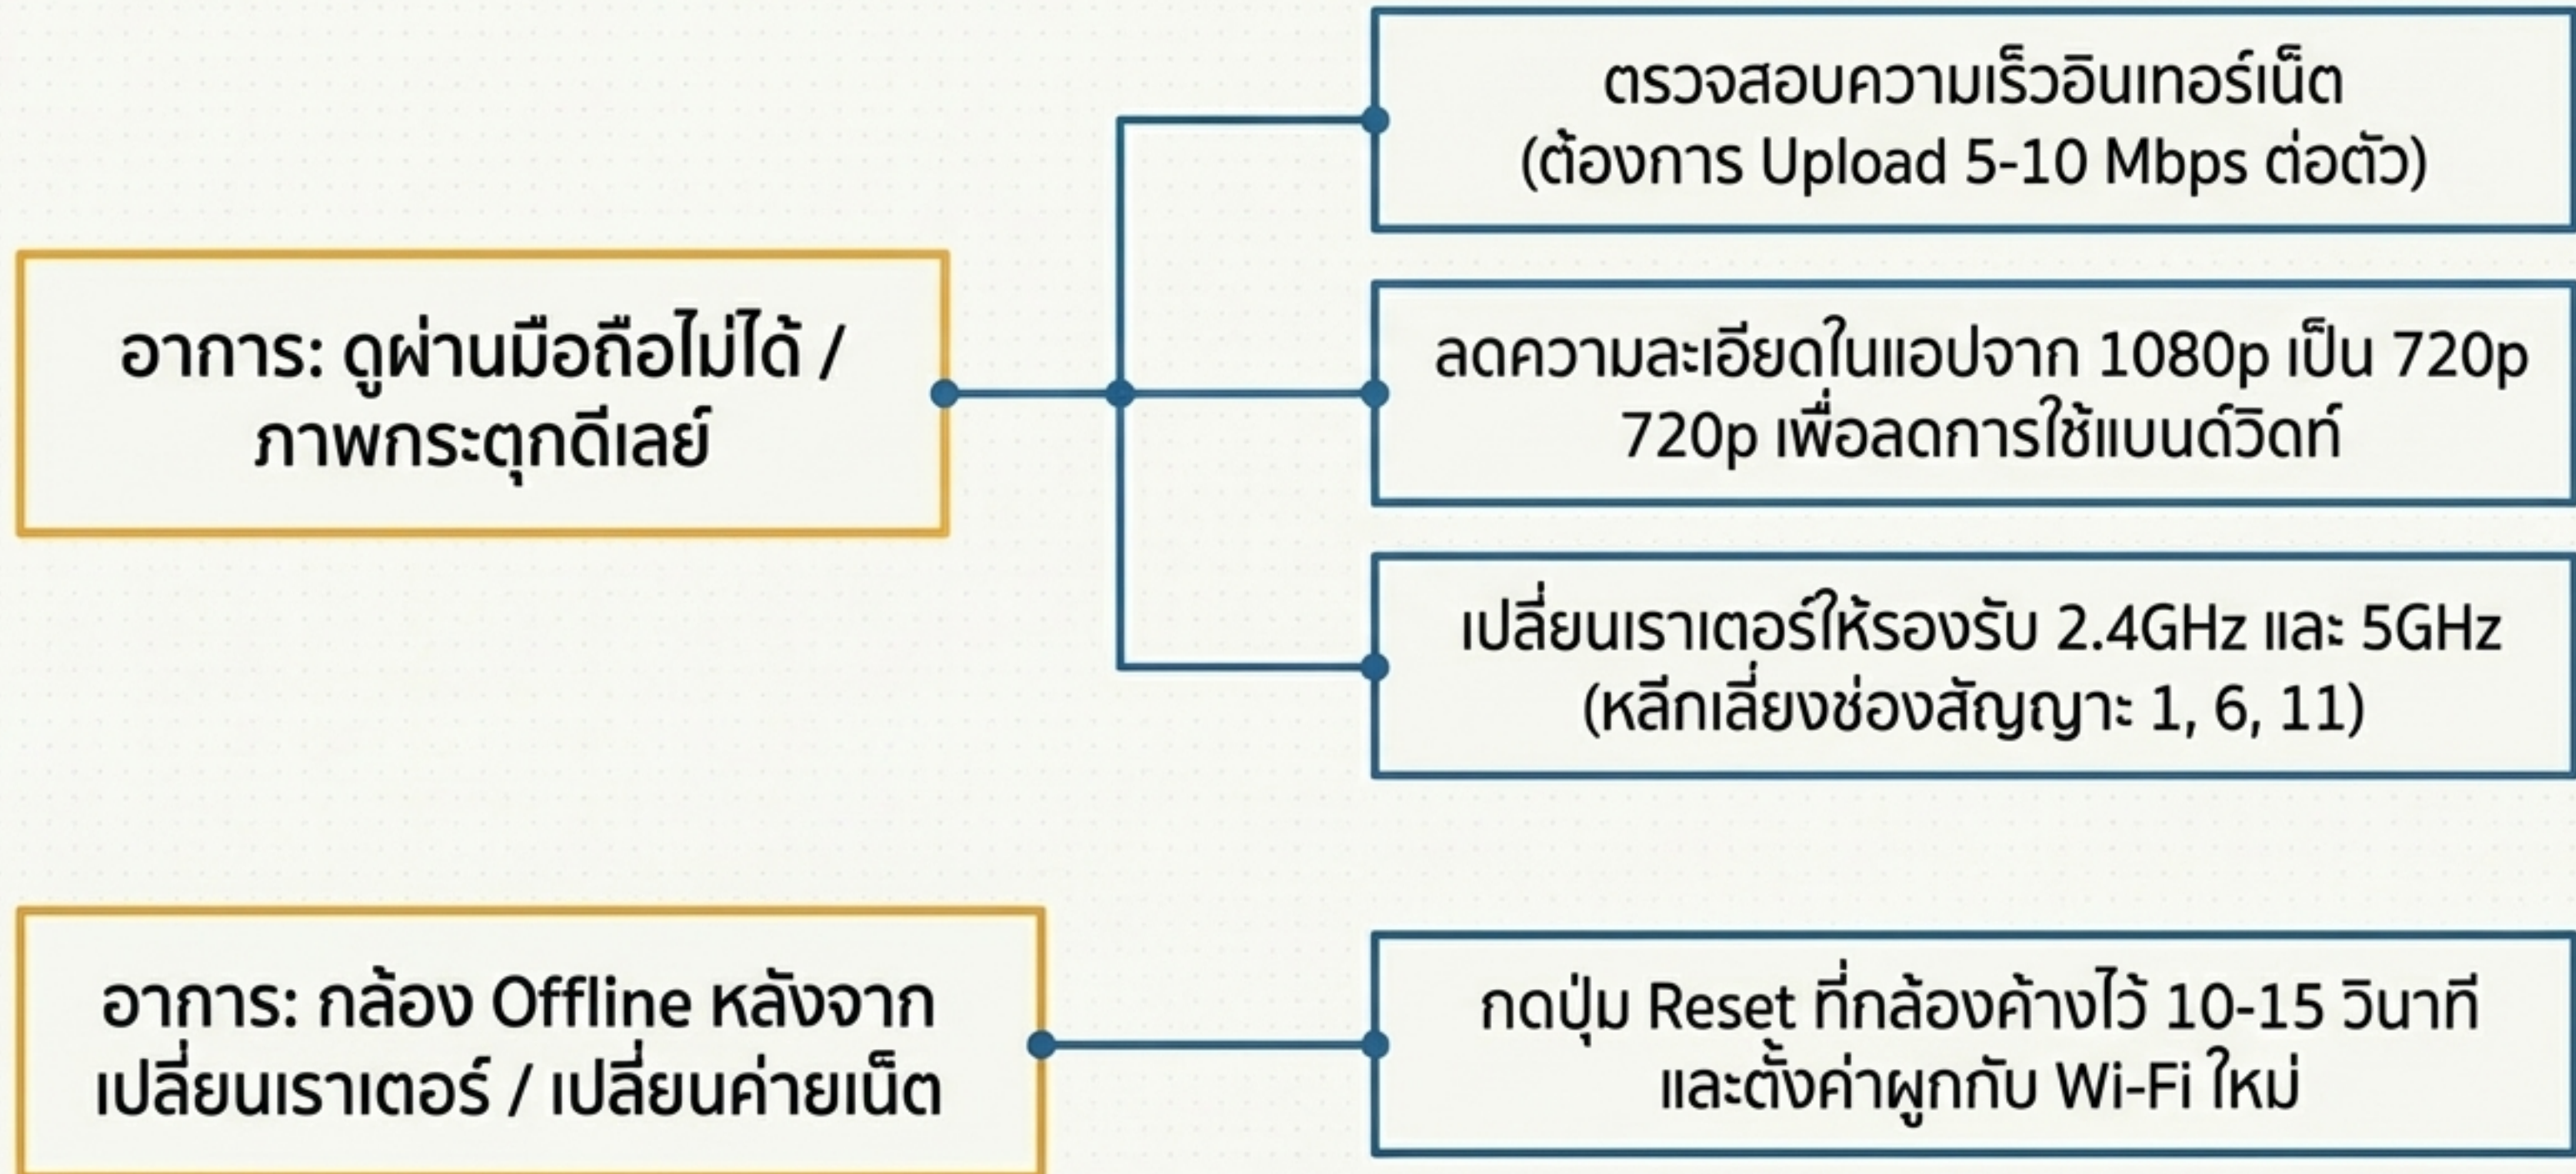 อาการ: ดูผ่านมือถือไม่ได้ /
ภาพกระตุกดีเลย์
ตรวจสอบความเร็วอินเทอร์เน็ต
(ต้องการ Upload 5-10 Mbps ต่อตัว)
ลดความละเอียดในแอปจาก 1080p เป็น 720p
720p เพื่อลดการใช้แบนด์วิดท์
เปลี่ยนเราเตอร์ให้รองรับ 2.4GHz และ 5GHz
(หลีกเลี่ยงช่องสัญญาะ 1, 6, 11)
อาการ: กล้อง Offline หลังจาก
เปลี่ยนเราเตอร์ / เปลี่ยนค่ายเน็ต
กดปุ่ม Reset ที่กล้องค้างไว้ 10-15 วินาที
และตั้งค่าผูกกับ Wi-Fi ใหม่